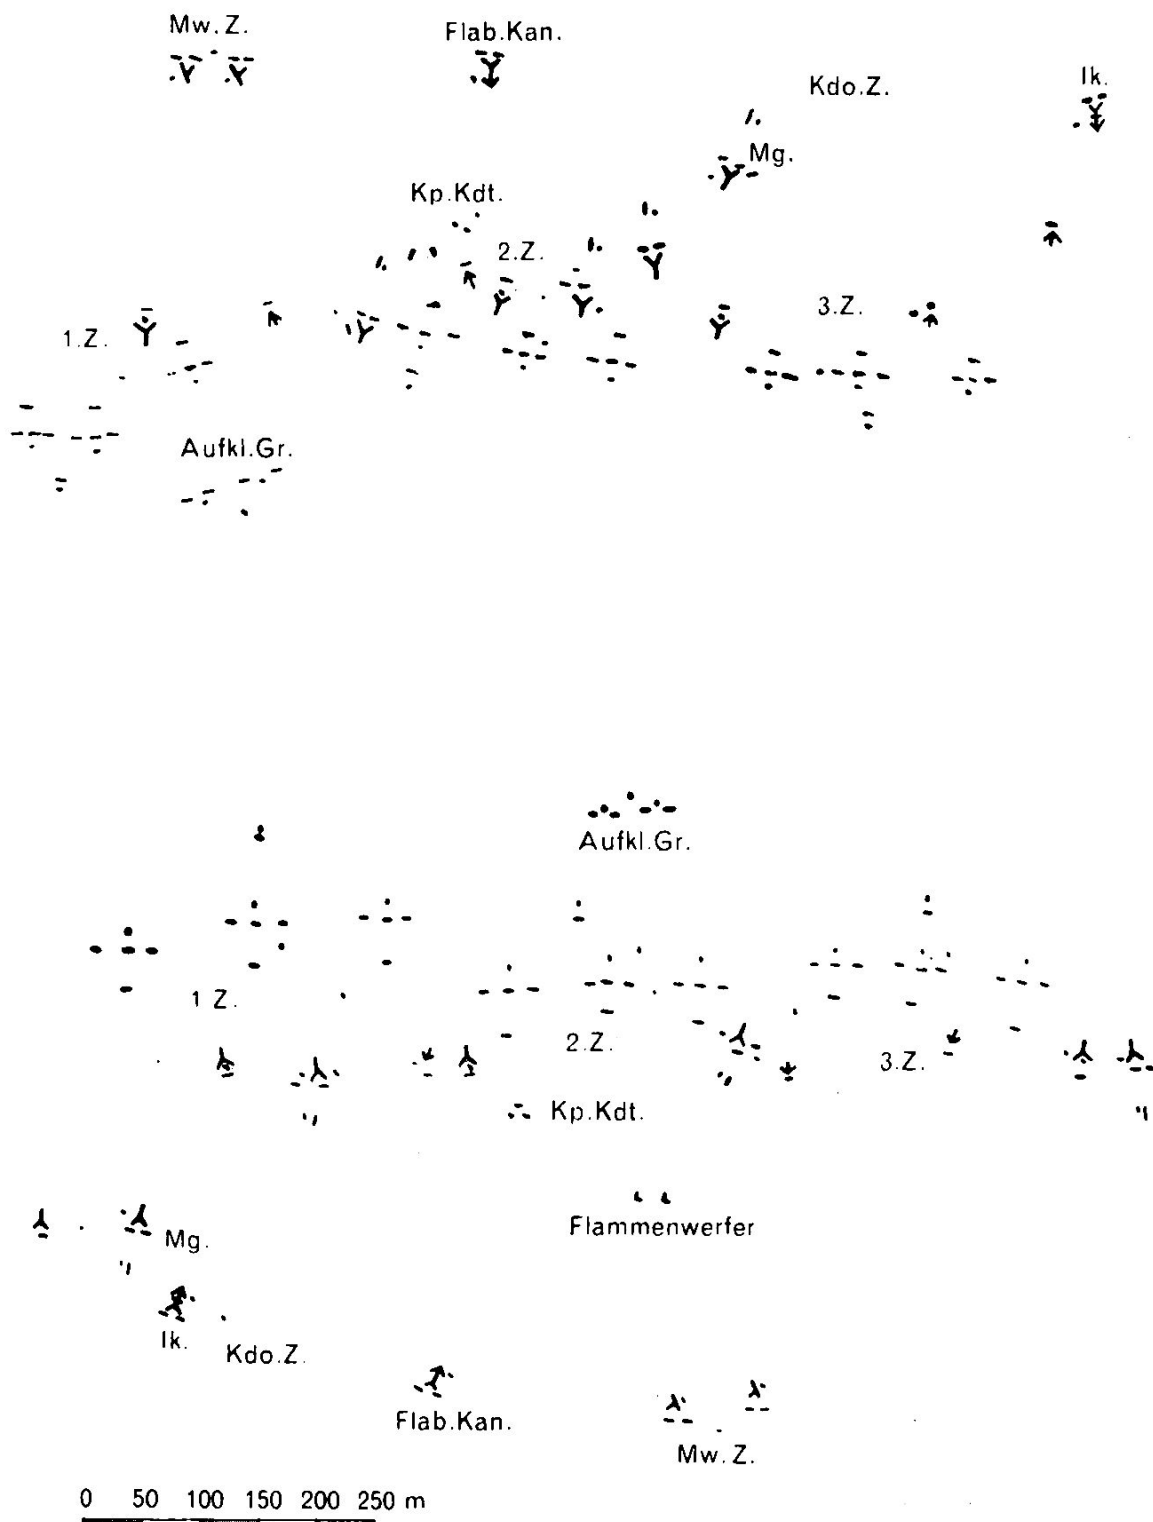 Mw. Z.
Flab.Kan.
Kdo.Z.
Ik.
Mg.
Kp.Kdt.
2.Z.
3.Z.
1.Z.
Aufkl.Gr.
Aufkl.Gr.
1 Z.
2.Z.
3.Z.
Kp.Kdt.
Flammenwerfer
Mg.
Ik.
Kdo.Z.
Flab.Kan.
Mw. Z.
0 50 100 150 200 250 m